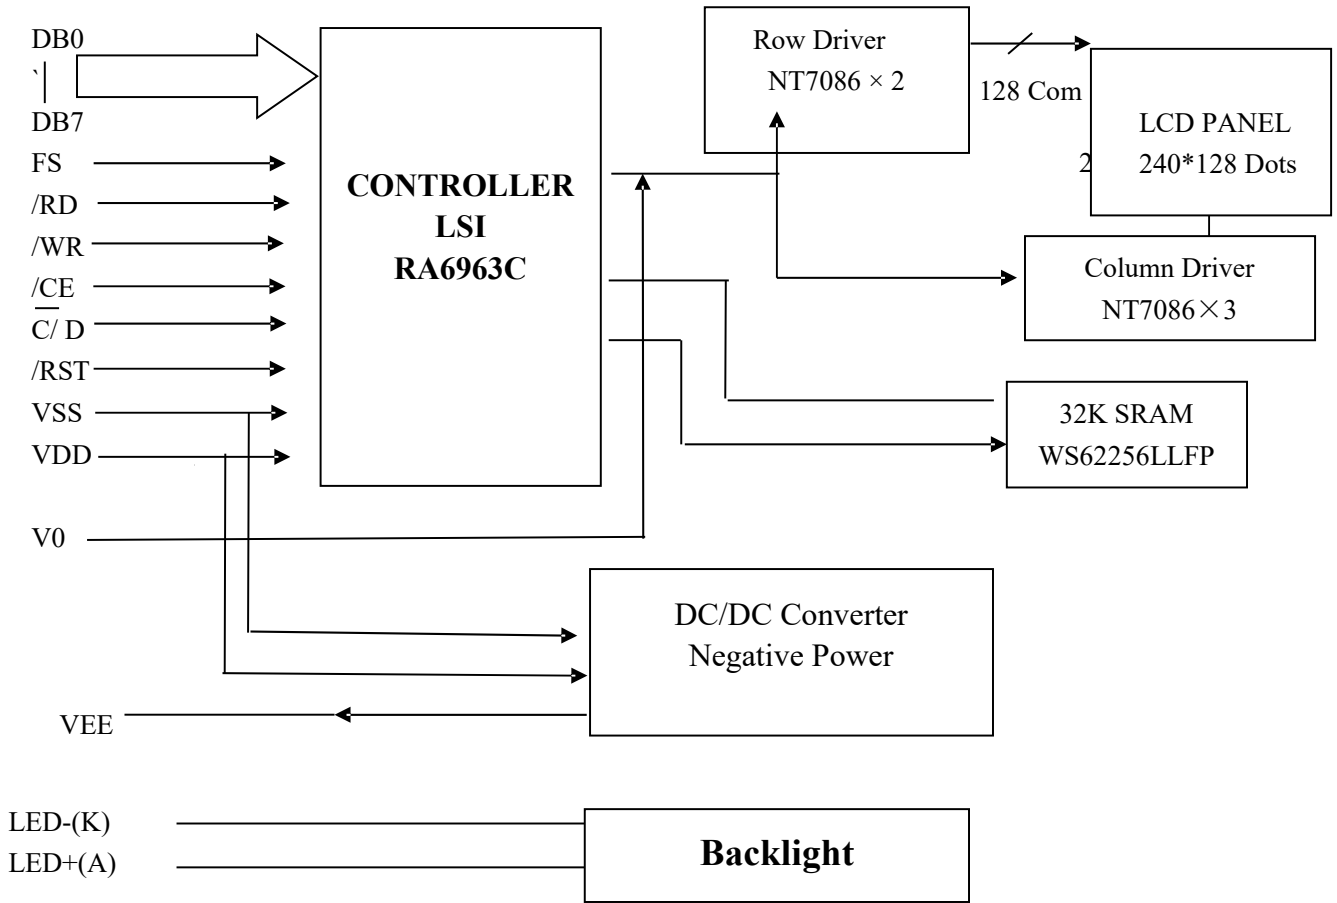 DB0
`
DB7
FS
/RD
/WR
/CE
C/ D
/RST
VSS
VDD
V0
VEE
LED-(K)
LED+(A)
CONTROLLER
LSI
RA6963C
Row Driver
NT7086 × 2
128 Com
2
LCD PANEL
240*128 Dots
Column Driver
NT7086×3
32K SRAM
WS62256LLFP
DC/DC Converter
Negative Power
Backlight